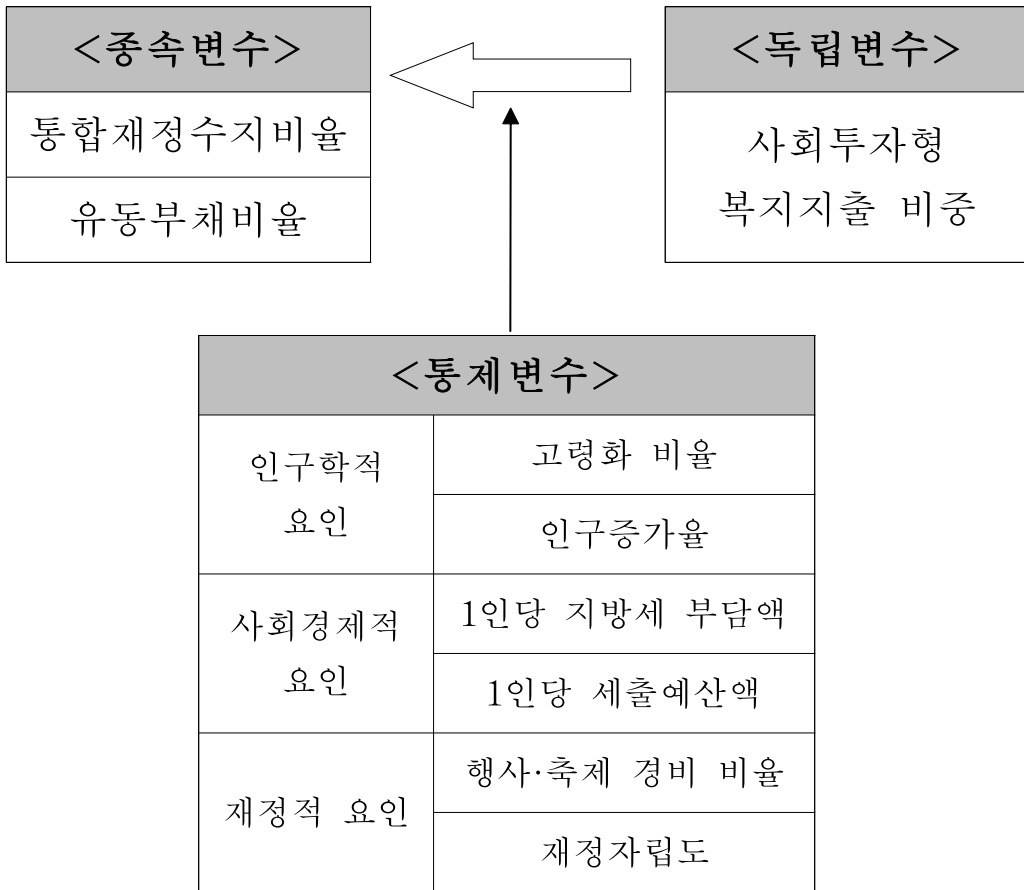 <종속변수>
통합재정수지비율
유동부채비율
<독립변수>
사회투자형
복지지출 비중
<통제변수>
인구학적
요인
고령화 비율
인구증가율
사회경제적
요인
1인당 지방세 부담액
1인당 세출예산액
재정적 요인
행사·축제 경비 비율
재정자립도